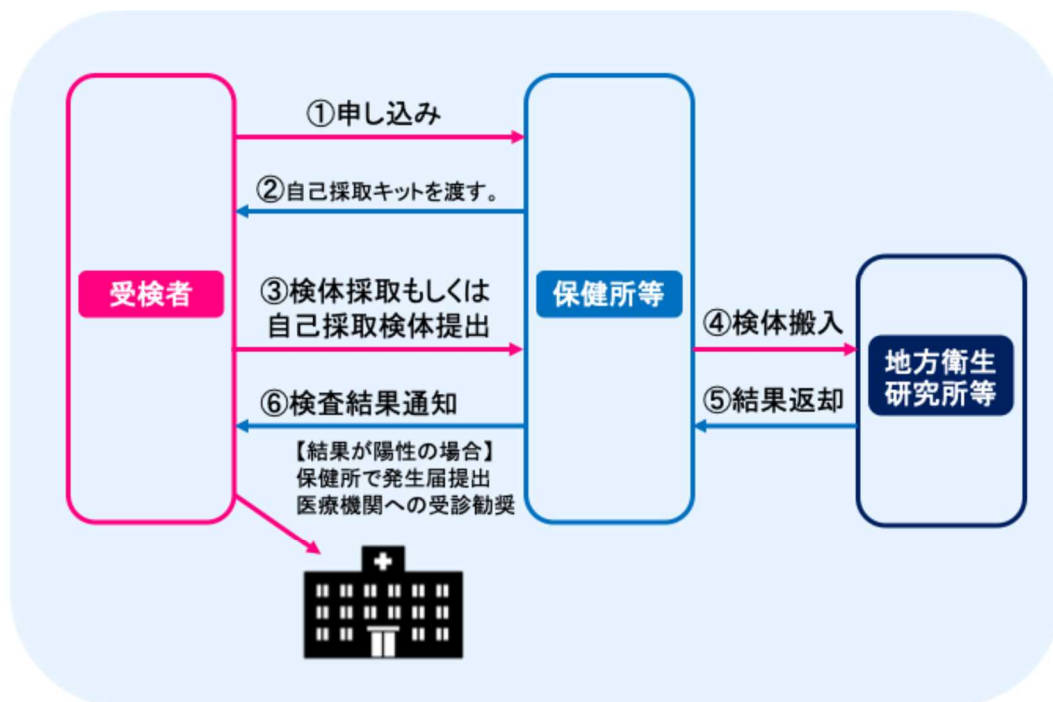 ①申し込み
②自己採取キットを渡す。
受検者
③検体採取もしくは
自己採取検体提出
保健所等
④検体搬入
地方衛生
研究所等
⑤結果返却
⑥検査結果通知
【結果が陽性の場合】
保健所で発生届提出
医療機関への受診勧奨